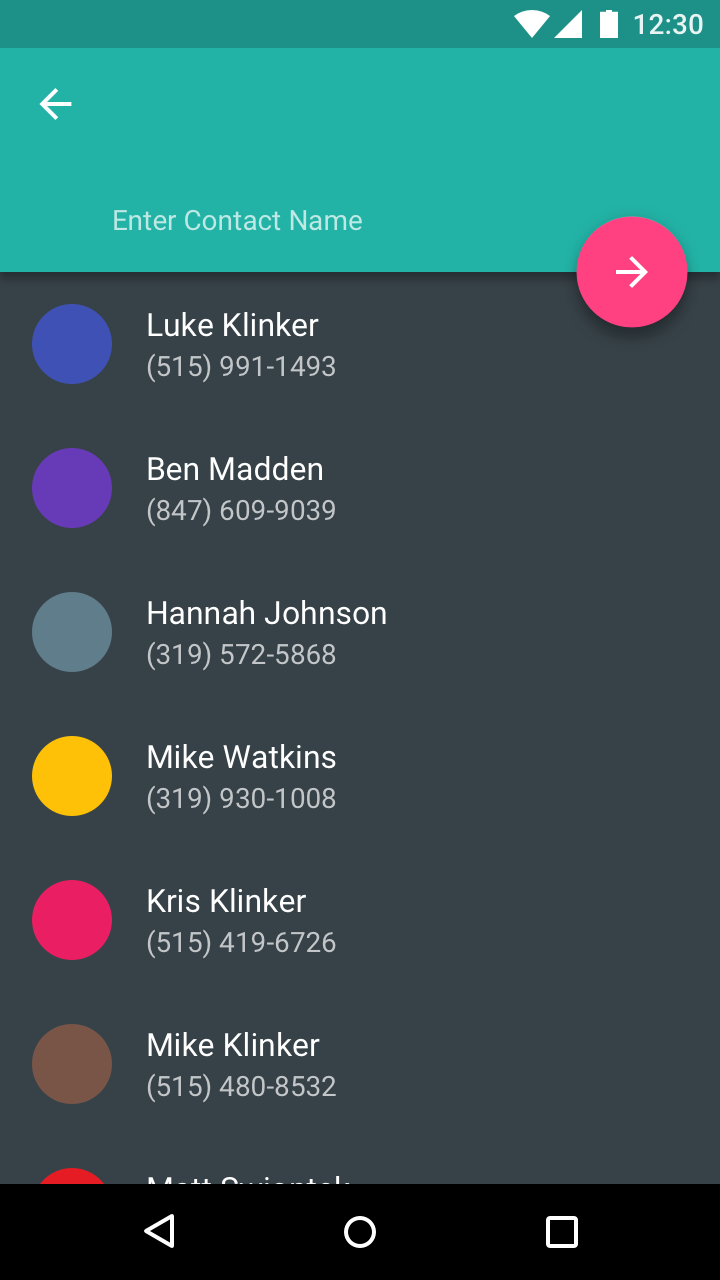 12:30
Enter Contact Name
Luke Klinker
(515) 991-1493
Ben Madden
(847) 609-9039
Hannah Johnson
(319) 572-5868
Mike Watkins
(319) 930-1008
Kris Klinker
(515) 419-6726
Mike Klinker
(515) 480-8532
Matt